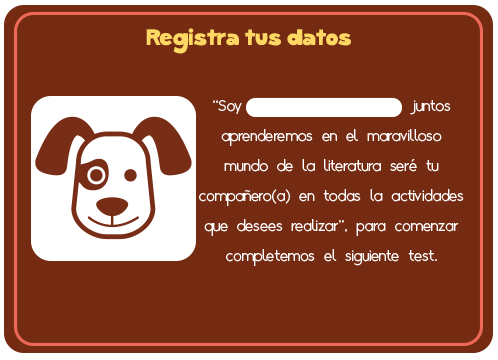 Registra tus datos
“Soy juntos
aprenderemos en el maravilloso
mundo de la literatura seré tu
compañero(a) en todas la actividades
que desees realizar”, para comenzar
completemos el siguiente test.